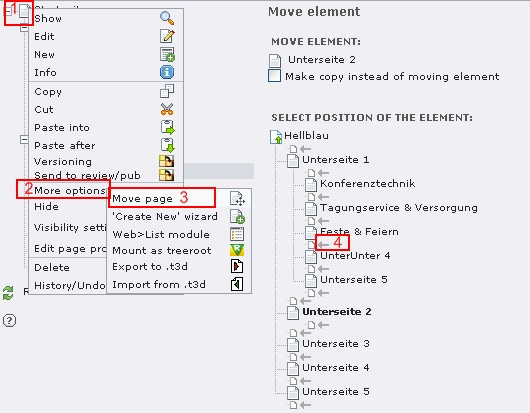 1
Show
Edit
New
Info
Copy
Cut
Paste into
Paste after
Versioning
Send to review/pub
2
More options
Hide
Visibility setti
Edit page pro
Delete
History/Undo
R
Move page 3
'Create New' wizard
Web>List module
Mount as treeroot
Export to .t3d
Import from .t3d
Move element
MOVE ELEMENT:
Unterseite 2
Make copy instead of moving element
SELECT POSITION OF THE ELEMENT:
Hellblau
Unterseite 1
Konferenztechnik
Tagungservice & Versorgung
Feste & Feiern
4
UnterUnter 4
Unterseite 5
Unterseite 2
Unterseite 3
Unterseite 4
Unterseite 5